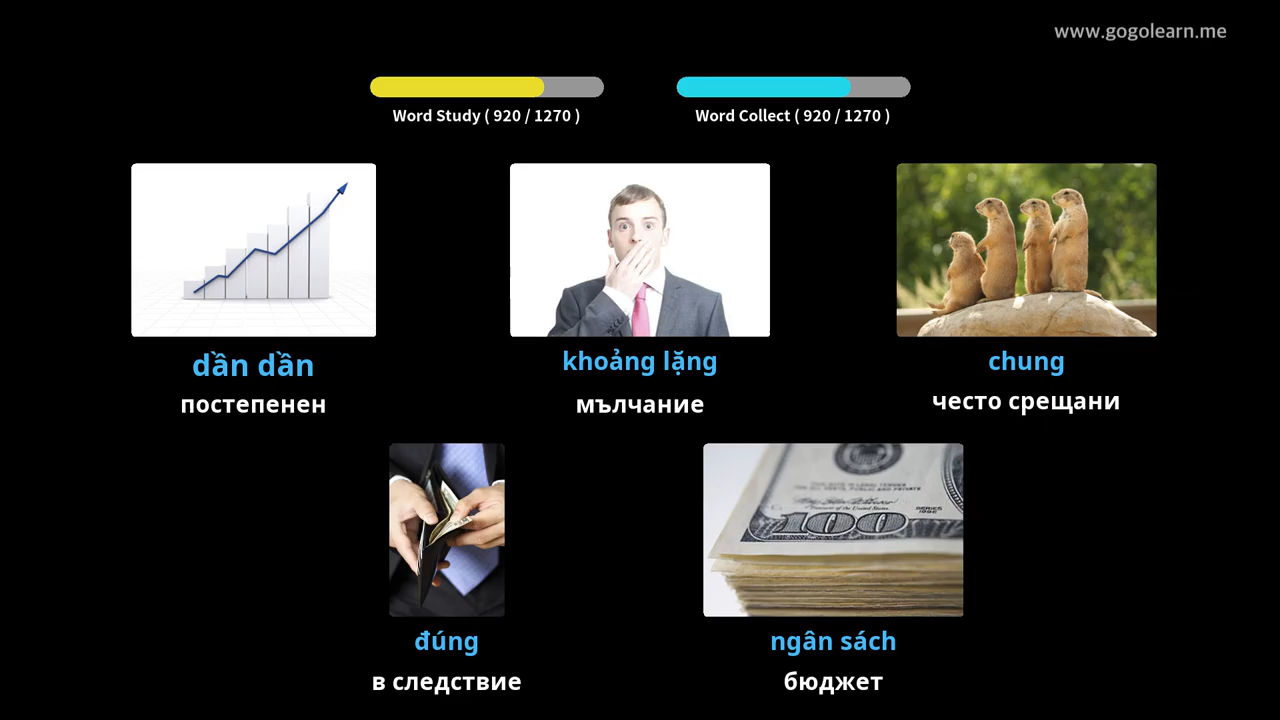 www.gogolearn.me
Word Study ( 920 / 1270 )
Word Collect ( 920 / 1270 )
dần dần
постепенен
khoảng lặng
мълчание
chung
често срещани
100
đúng
в следствие
ngân sách
бюджет